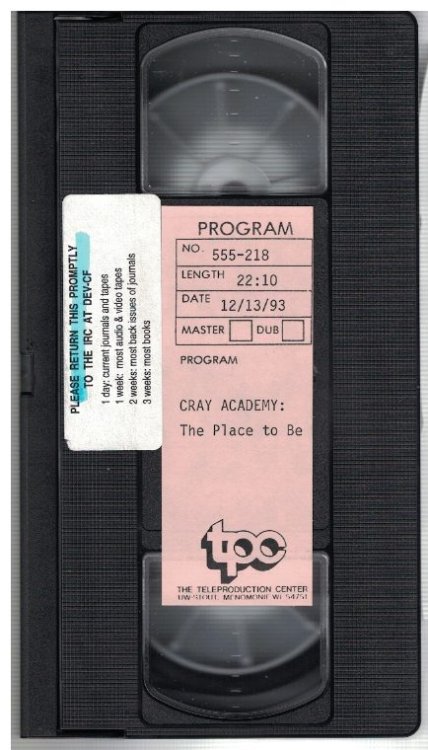 PLEASE RETURN THIS PROMPTLY
TO THE IRC AT DEV-CF
1 day: current journals and tapes
1 week: most audio & video tapes
2 weeks: most back issues of journals
3 weeks: most books
PROGRAM
NO. 555-218
LENGTH 22:10
DATE 12/13/93
MASTER DUB
PROGRAM
CRAY ACADEMY:
The Place to Be
tpc
THE TELEPRODUCTION CENTER
UW-STOUT, MENOMONIE WI 54751